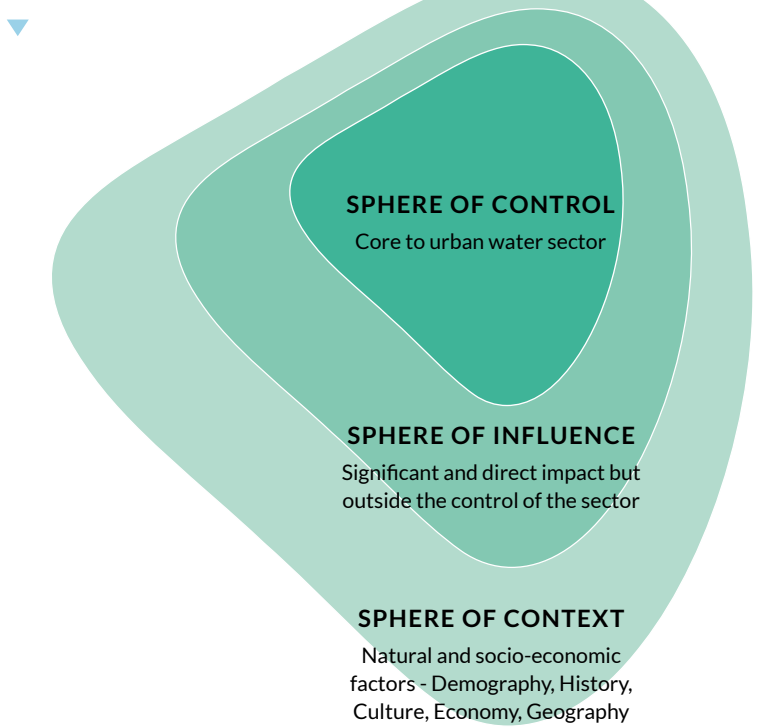 SPHERE OF CONTROL
Core to urban water sector
SPHERE OF INFLUENCE
Significant and direct impact but
outside the control of the sector
SPHERE OF CONTEXT
Natural and socio-economic
factors - Demography, History,
Culture, Economy, Geography